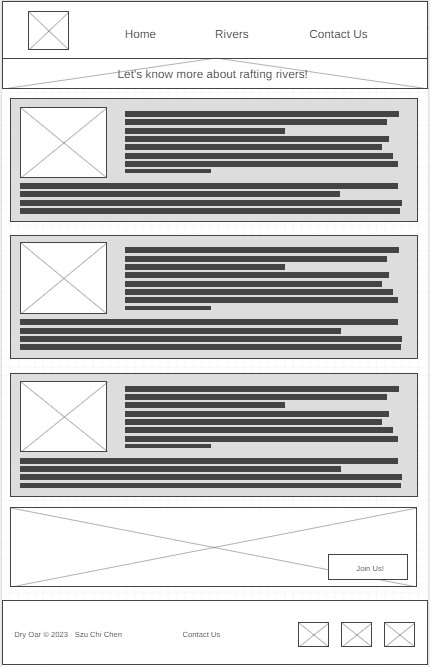 Home Rivers Contact Us
Let's know more about rafting rivers!
Join Us!
Dry Oar © 2023 · Szu Chi Chen Contact Us